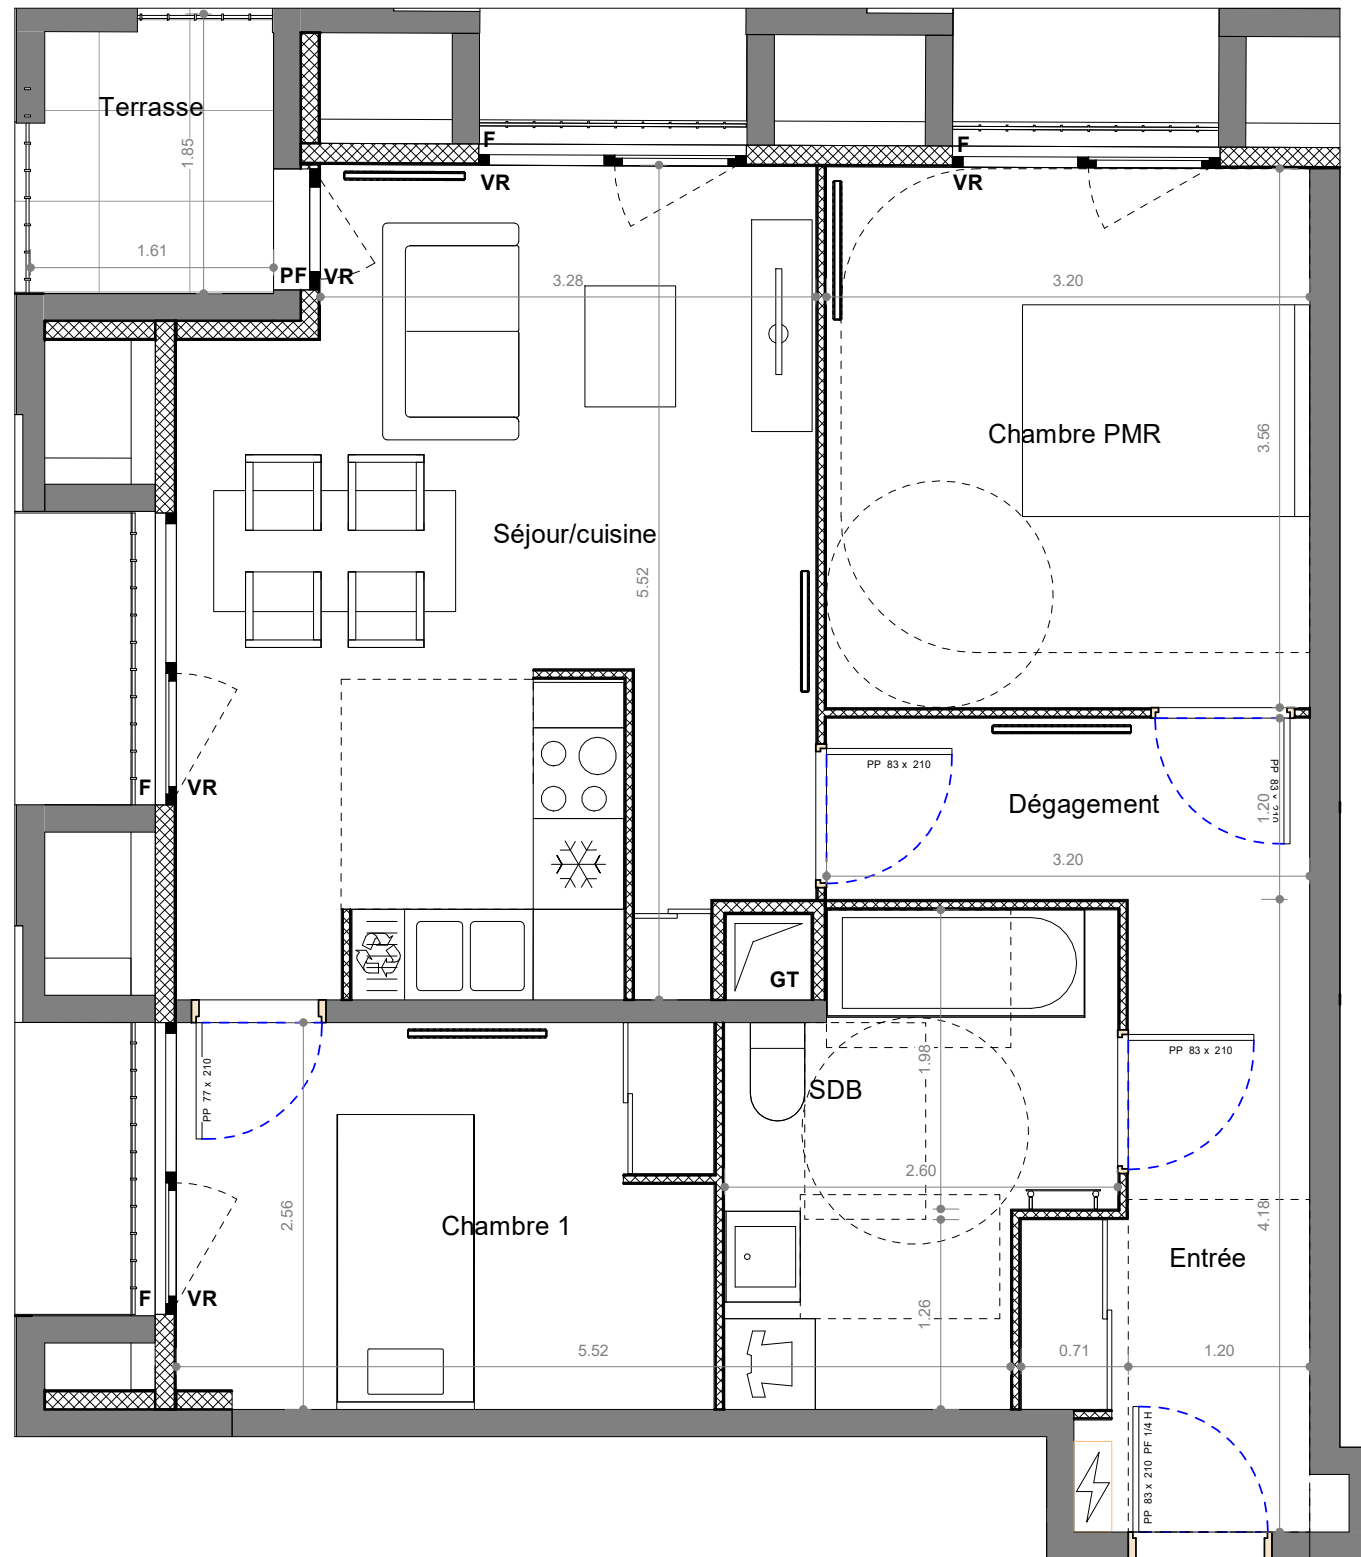 Terrasse
1.85
F
F
VR
VR
1.61
PF
VR
3.28
3.20
Chambre PMR
3.56
Séjour/cuisine
5.52
PP 83 x 210
PP 83 x 210
F
VR
Dégagement
1.20
3.20
GT
PP 77 x 210
1.98
PP 83 x 210
SDB
2.60
2.56
Chambre 1
4.18
Entrée
F
VR
1.26
5.52
0.71
1.20
PP 83 x 210 PF 1/4 H